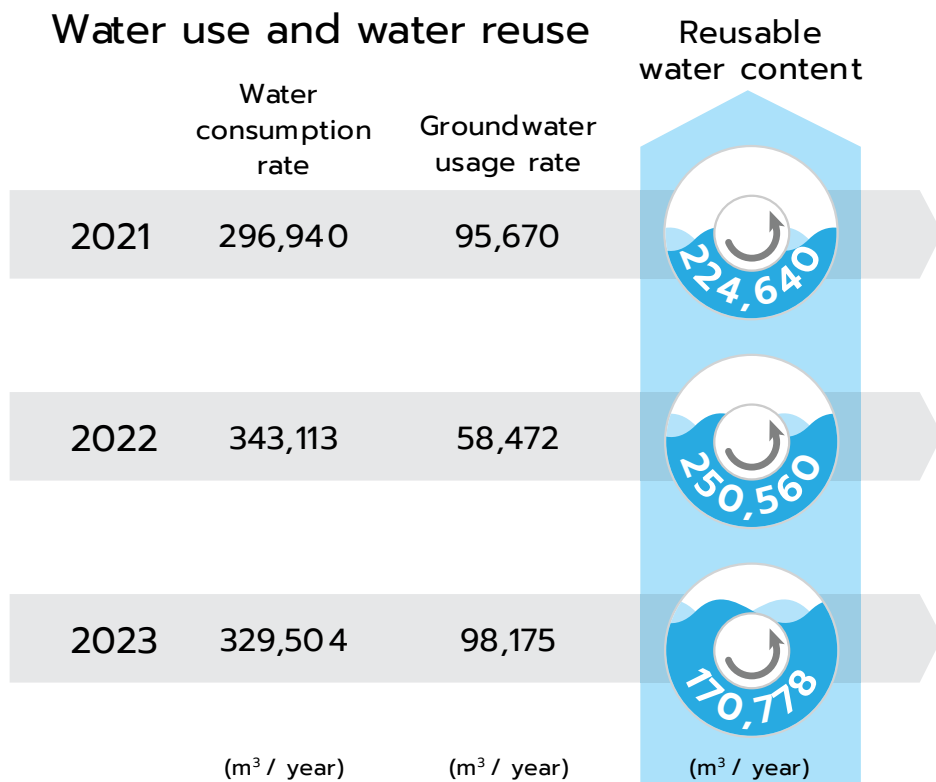 Water use and water reuse
Reusable
water content
Water
consumption
rate
Groundwater
usage rate
2021 296,940 95,670 224,640
2022 343,113 58,472 250,560
2023 329,504 98,175 170,778
(m³ / year) (m³ / year) (m³ / year)